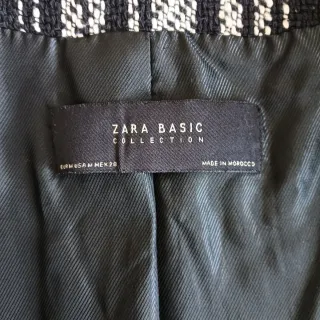 ZARA BASIC
COLLECTION
EUR M USA M MEX 28
MADE IN MOROCCO